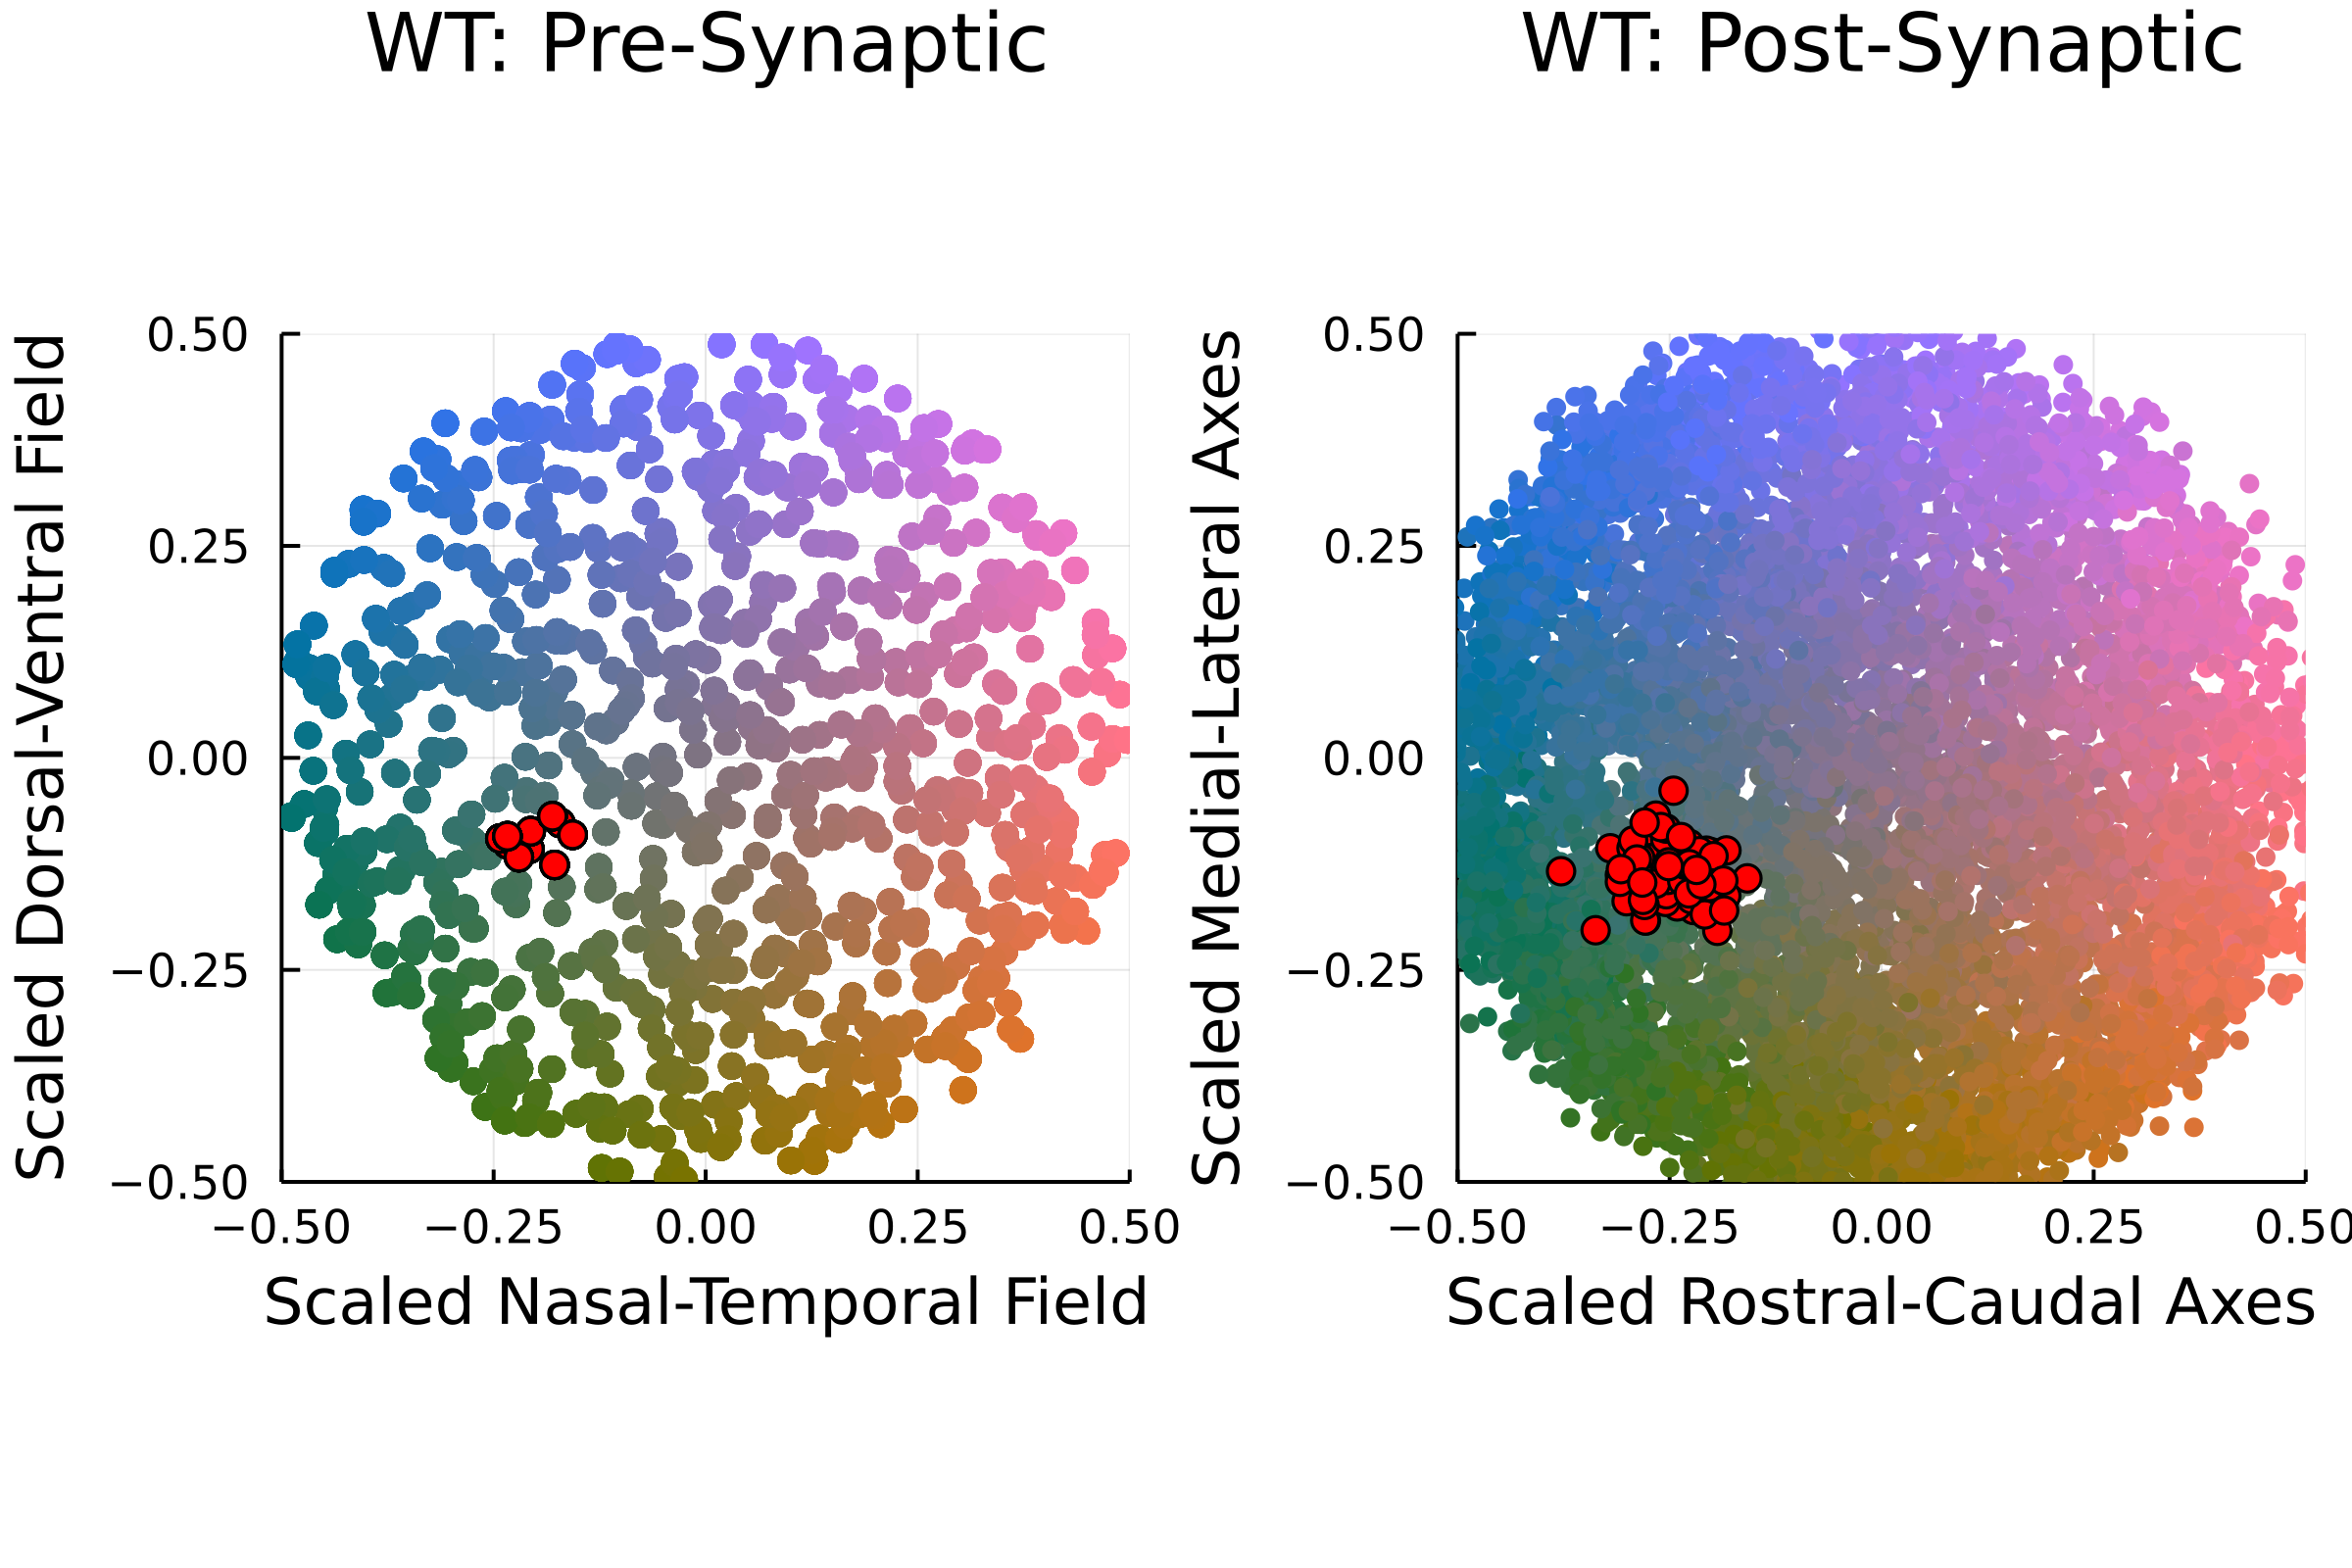 WT: Pre-Synaptic
Scaled Dorsal-Ventral Field
0.50
0.25
0.00
−0.25
−0.50
−0.50 −0.25 0.00 0.25 0.50
Scaled Nasal-Temporal Field
WT: Post-Synaptic
Scaled Medial-Lateral Axes
0.50
0.25
0.00
−0.25
−0.50
−0.50 −0.25 0.00 0.25 0.50
Scaled Rostral-Caudal Axes